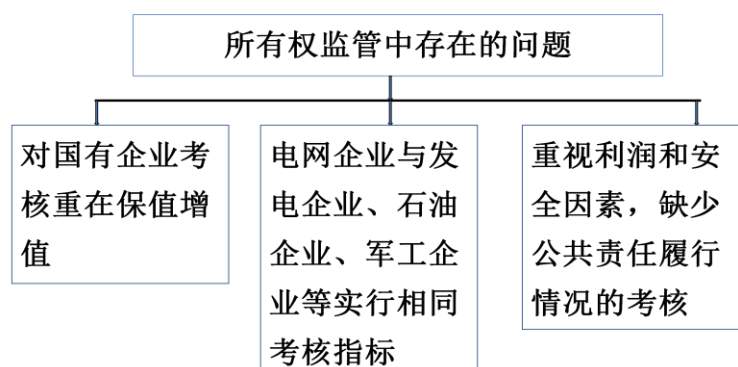 所有权监管中存在的问题
对国有企业考
核重在保值增
值
电网企业与发
电企业、石油
企业、军工企
业等实行相同
考核指标
重视利润和安
全因素，缺少
公共责任履行
情况的考核